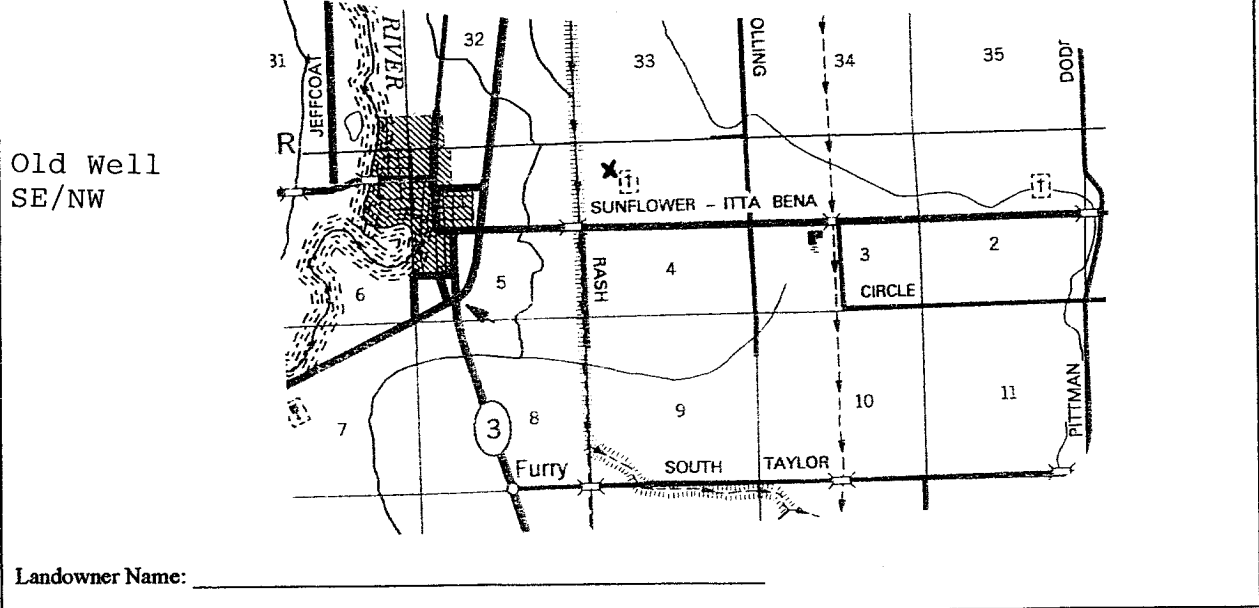 Old Well
SE/NW
31
JEFFCOAT
RIVER
32
33
OLLING
34
35
DOD
R
X
SUNFLOWER - ITTA BENA
6
5
RASH
4
3
2
CIRCLE
7
3
8
9
10
11
PITTMAN
Furry
SOUTH TAYLOR
Landowner Name: